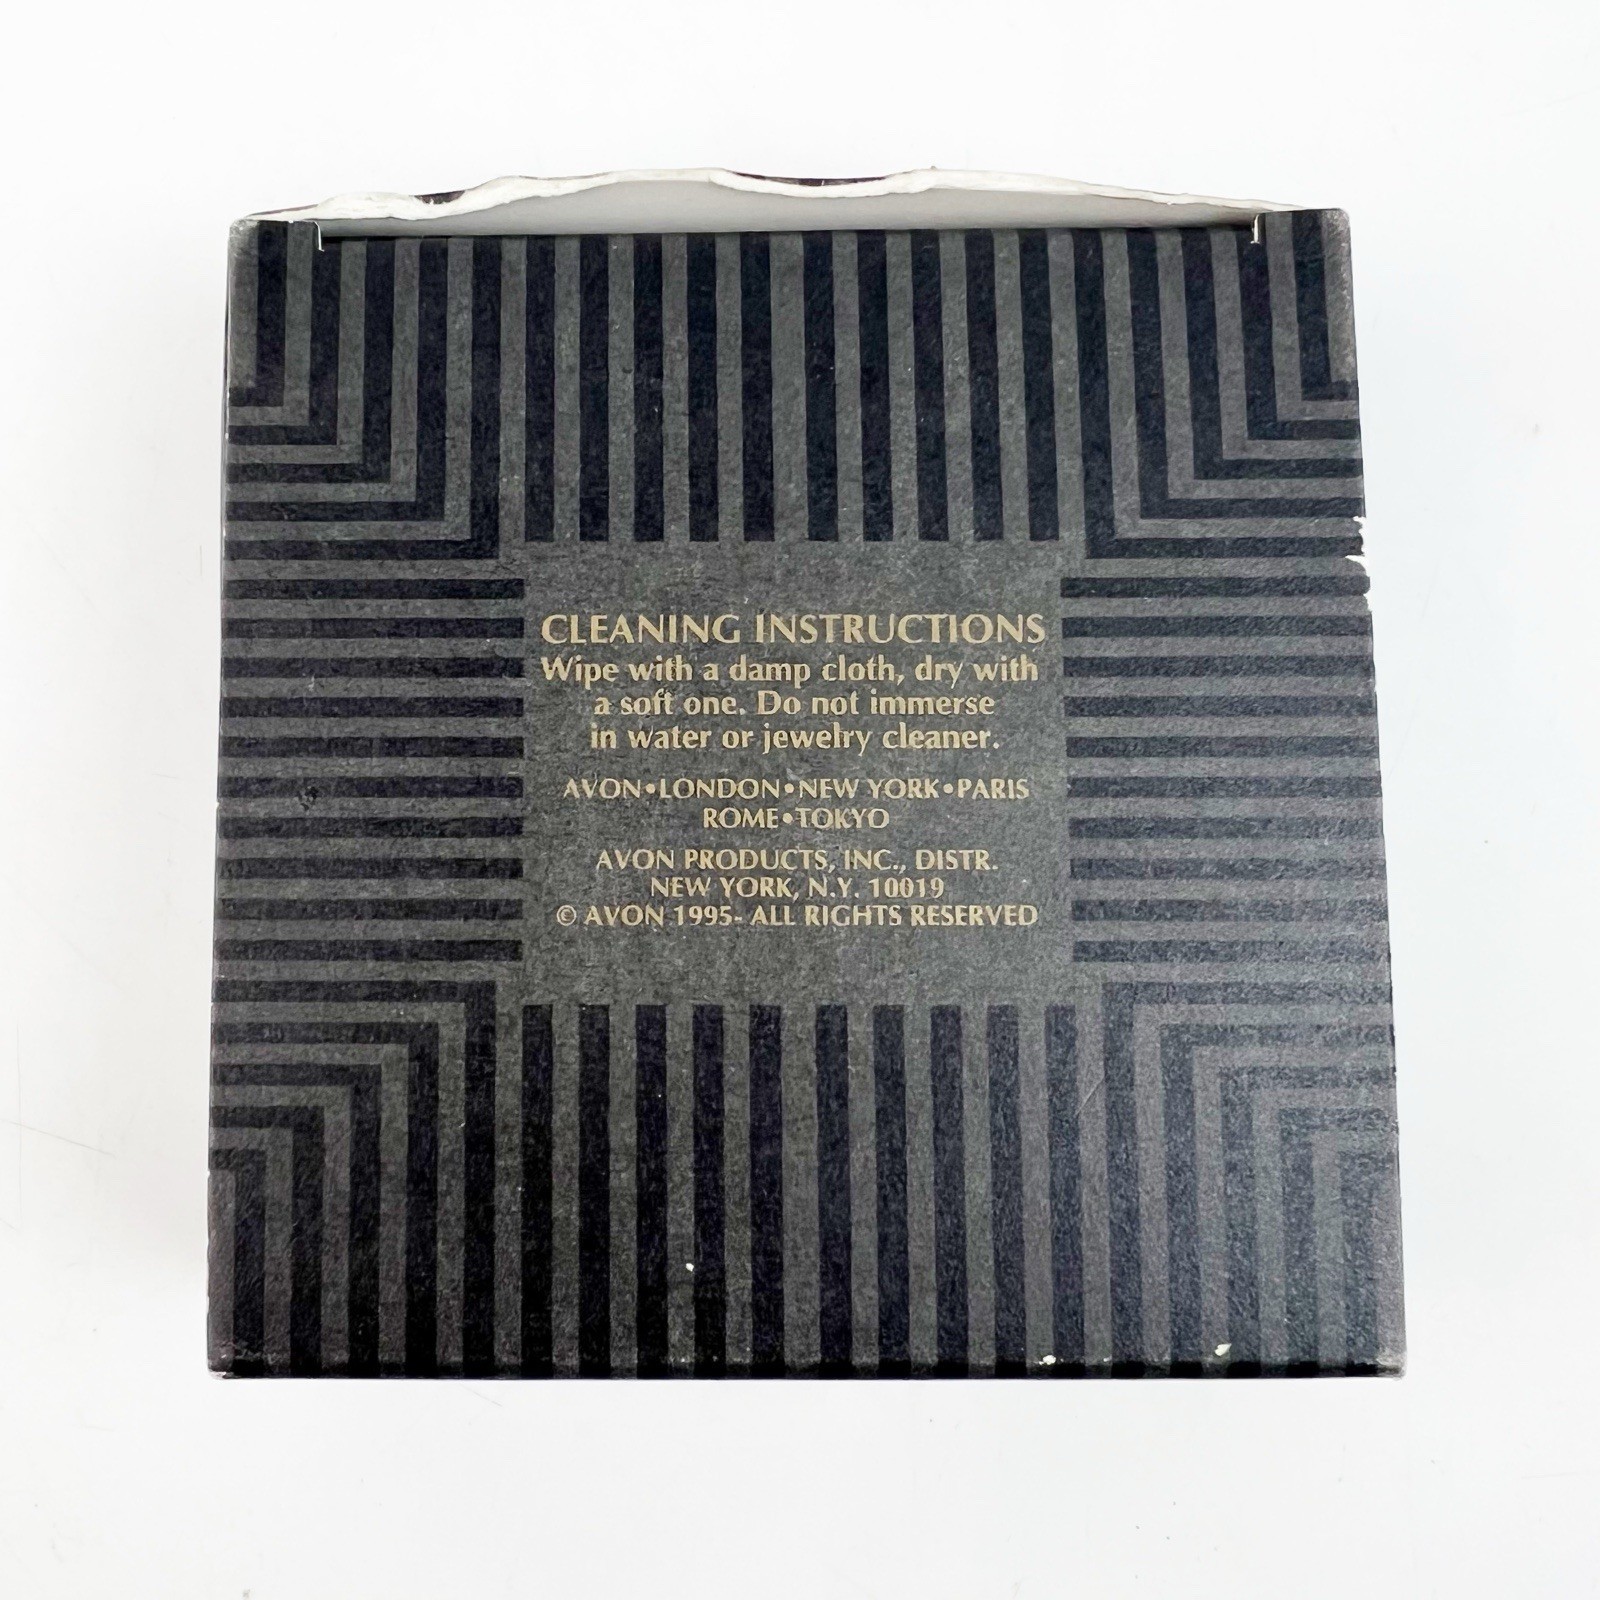 CLEANING INSTRUCTIONS
Wipe with a damp cloth, dry with
a soft one. Do not immerse
in water or jewelry cleaner.
AVON•LONDON•NEW YORK•PARIS
ROME•TOKYO
AVON PRODUCTS, INC., DISTR.
NEW YORK, N.Y. 10019
© AVON 1995- ALL RIGHTS RESERVED